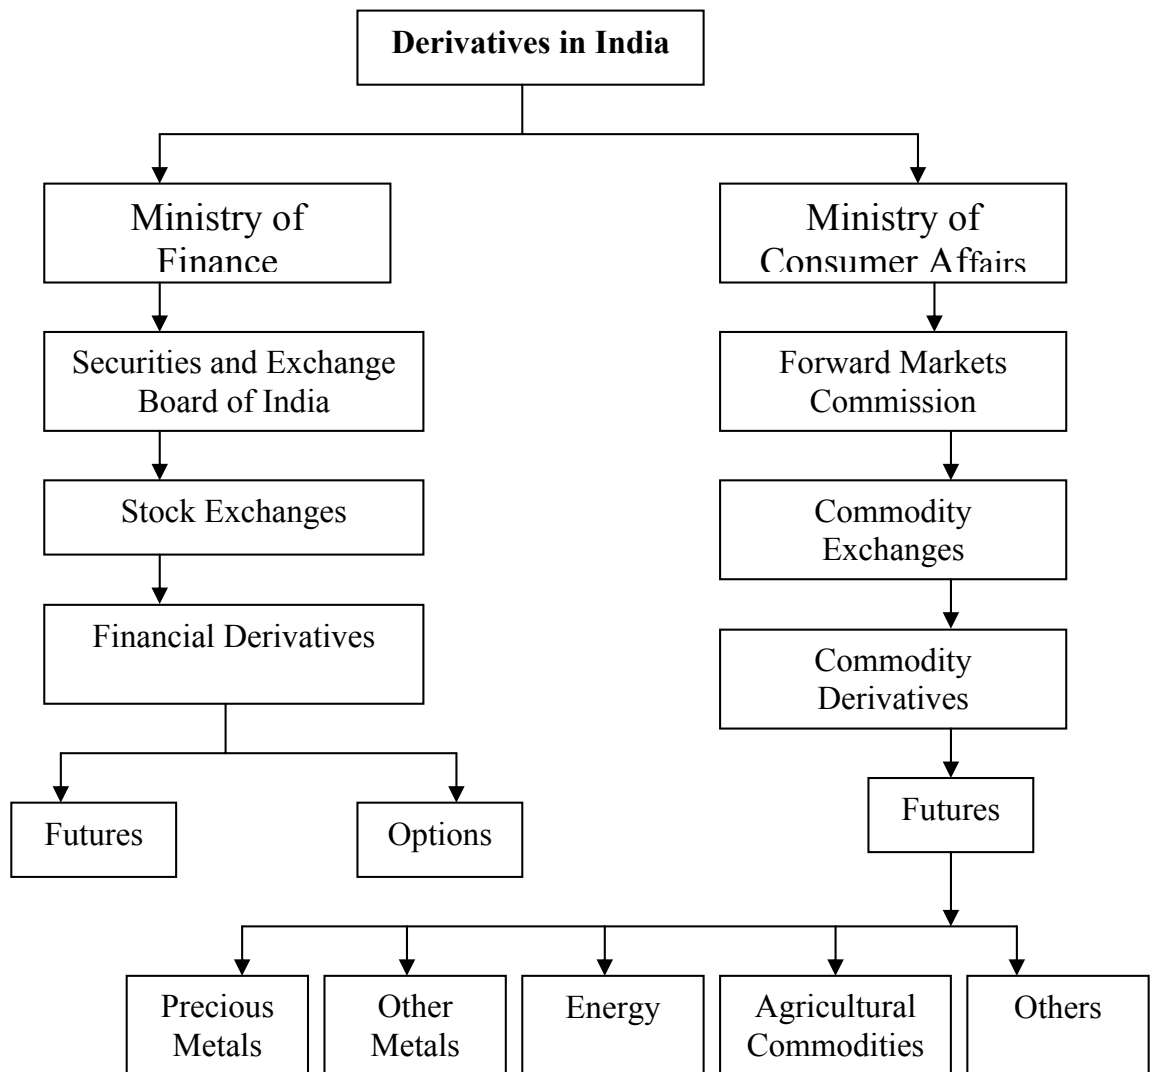 Derivatives in India
Ministry of
Finance
Ministry of
Consumer Affairs
Securities and Exchange
Board of India
Forward Markets
Commission
Stock Exchanges
Commodity
Exchanges
Financial Derivatives
Commodity
Derivatives
Futures
Options
Futures
Precious
Metals
Other
Metals
Energy
Agricultural
Commodities
Others